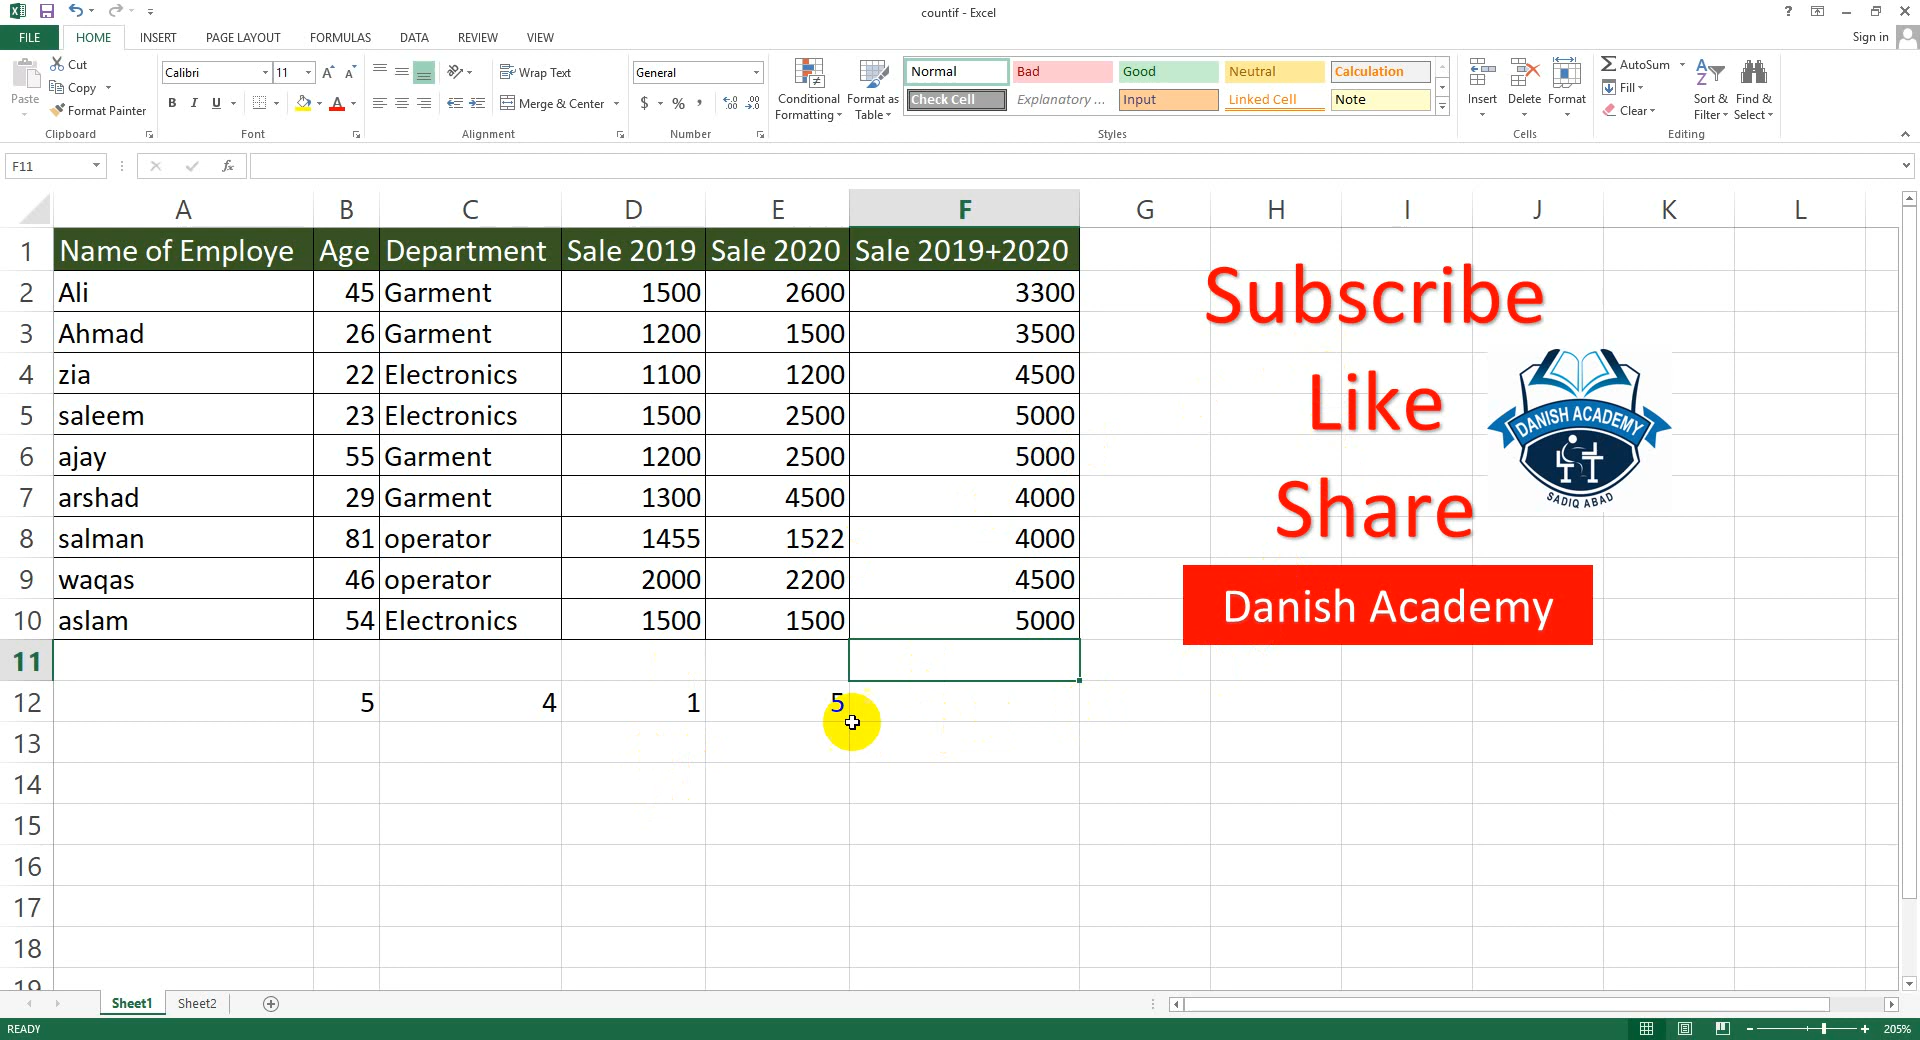 countif - Excel
Sign in
FILE HOME INSERT PAGE LAYOUT FORMULAS DATA REVIEW VIEW
Paste
Cut
Copy
Format Painter
Clipboard
Calibri 11
B I U
Font
Wrap Text
Merge & Center
Alignment
General
$ % ,
Number
Conditional Formatting
Format as Table
Normal Bad Good Neutral Calculation
Check Cell Explanatory ... Input Linked Cell Note
Styles
Insert Delete Format
Cells
AutoSum
Fill
Clear
Sort & Filter
Find & Select
Editing
F11
fx
A B C D E F G H I J K L
1 Name of Employe Age Department Sale 2019 Sale 2020 Sale 2019+2020
2 Ali 45 Garment 1500 2600 3300
3 Ahmad 26 Garment 1200 1500 3500
4 zia 22 Electronics 1100 1200 4500
5 saleem 23 Electronics 1500 2500 5000
6 ajay 55 Garment 1200 2500 5000
7 arshad 29 Garment 1300 4500 4000
8 salman 81 operator 1455 1522 4000
9 waqas 46 operator 2000 2200 4500
10 aslam 54 Electronics 1500 1500 5000
11
12 5 4 1 5
13
14
15
16
17
18
19
Subscribe
Like
Share
DANISH ACADEMY
SADIQ ABAD
Danish Academy
Sheet1 Sheet2
READY
205%